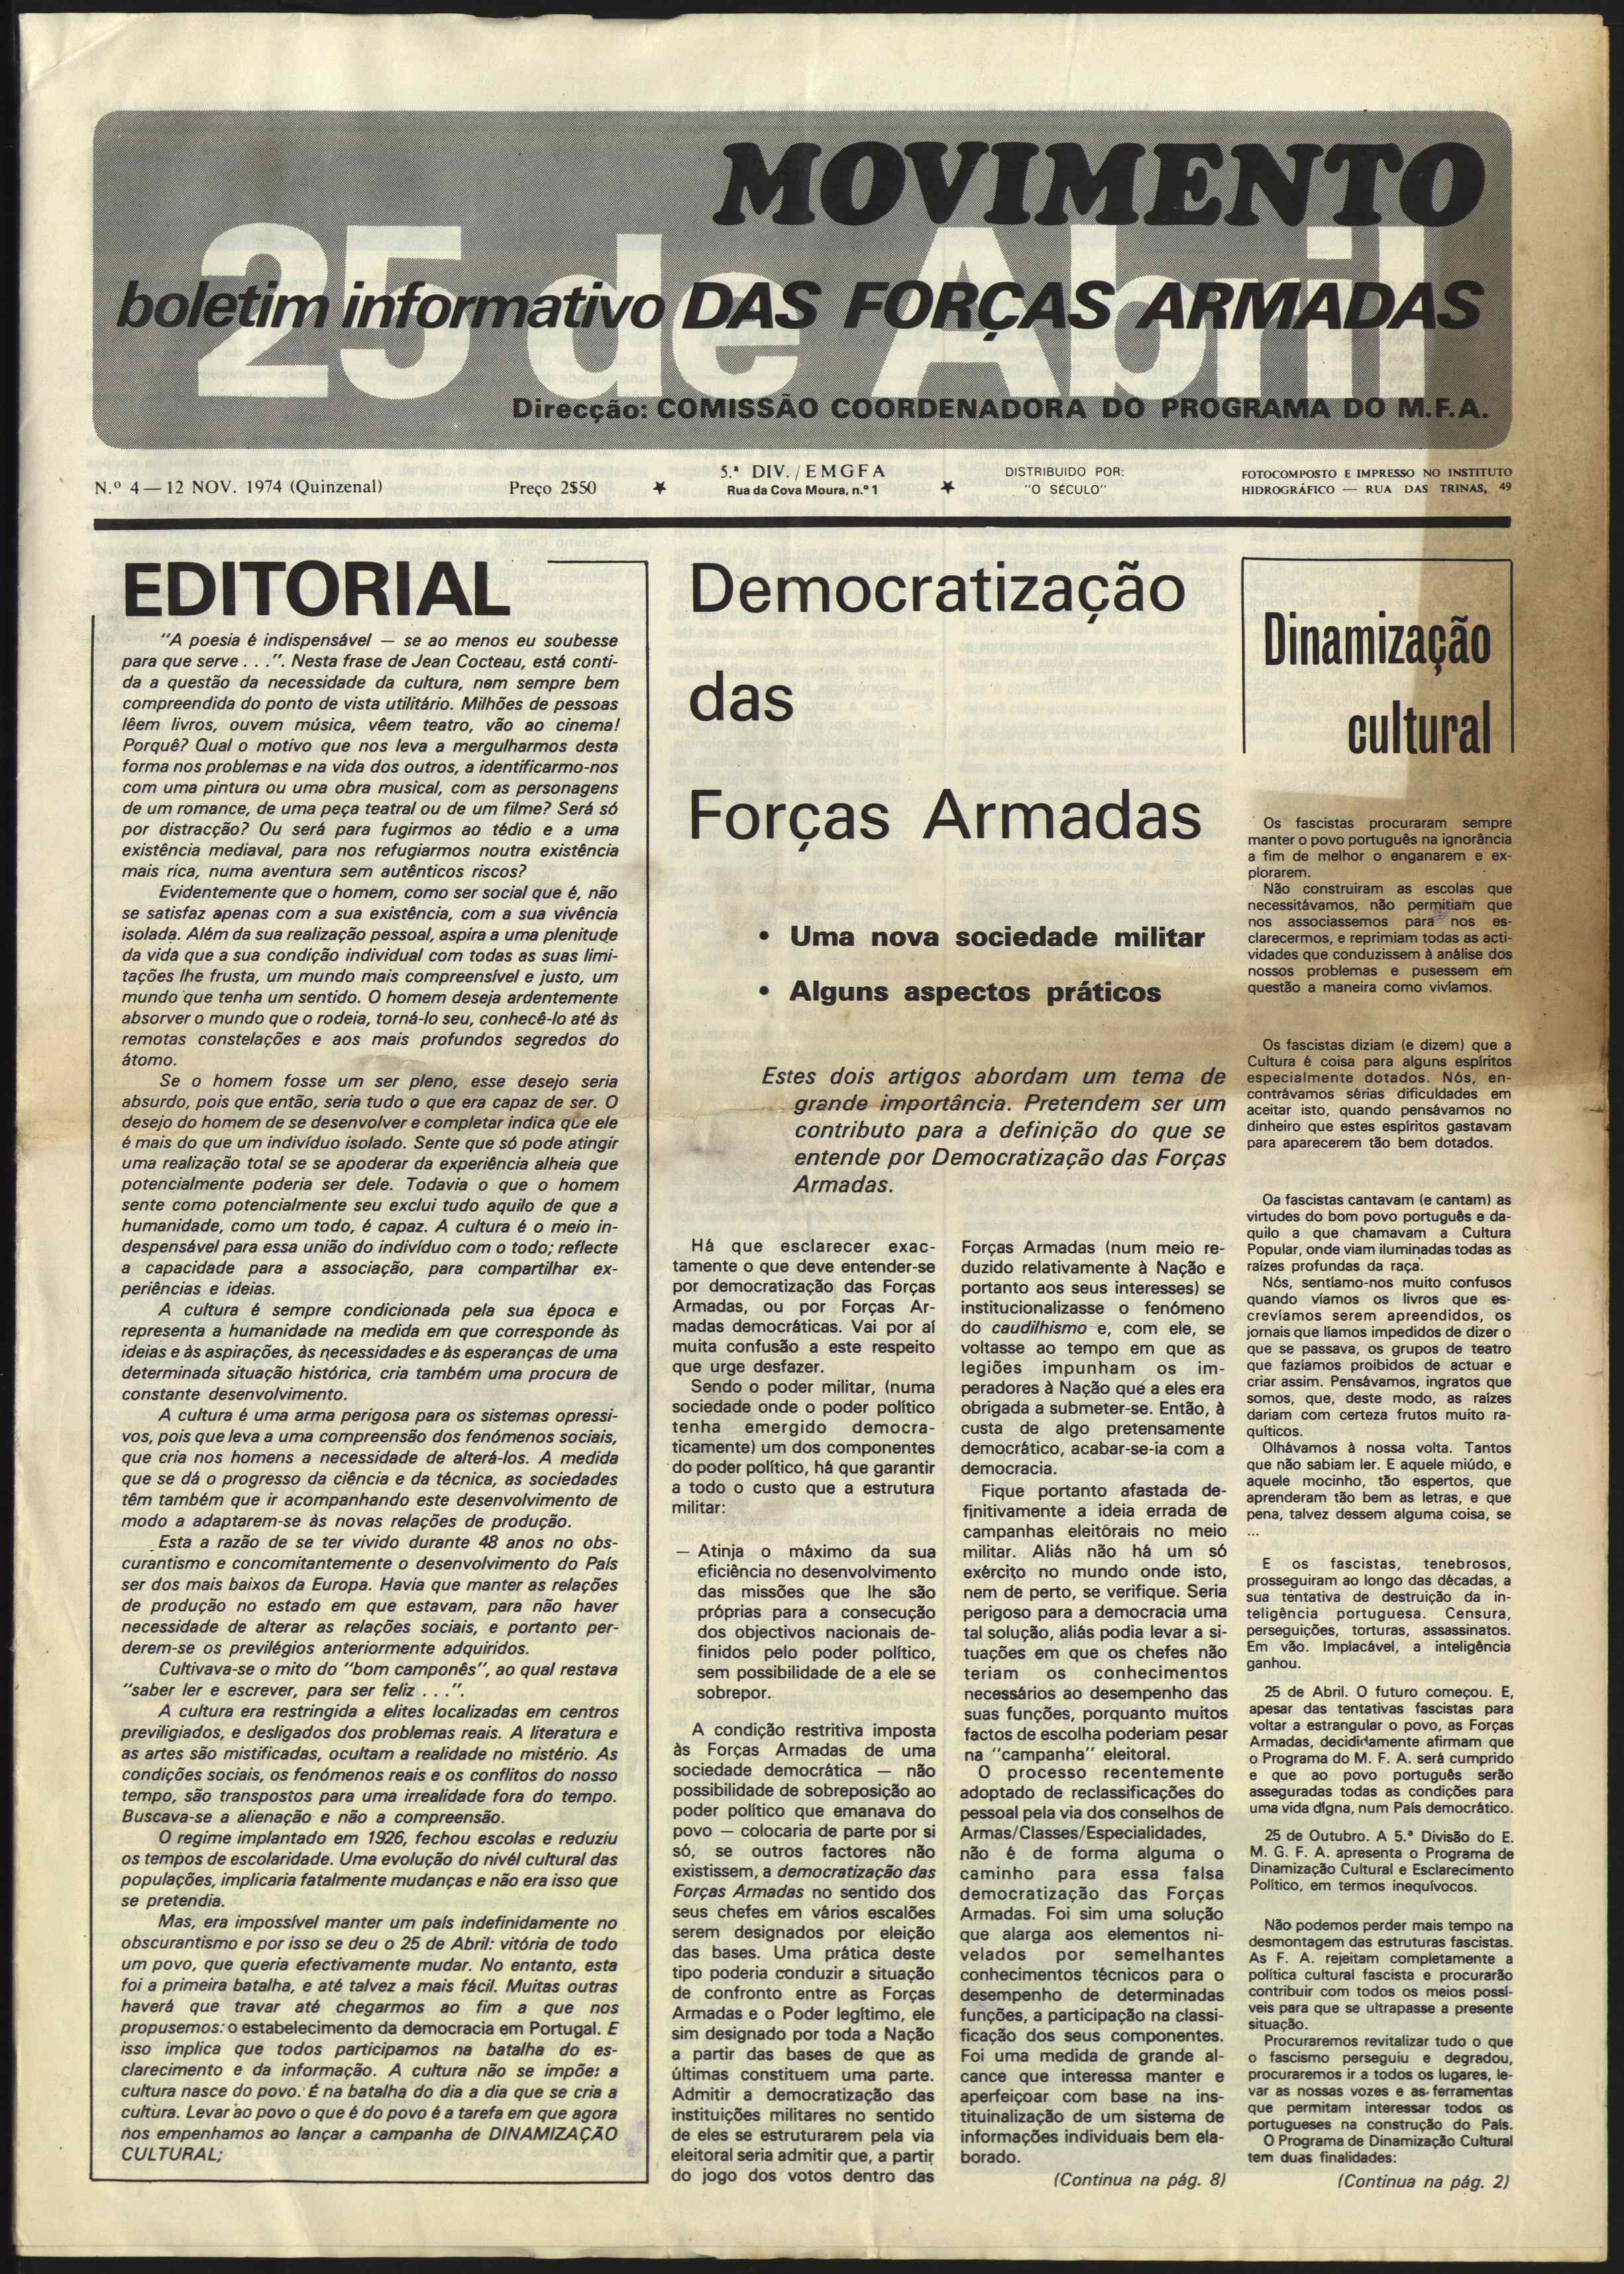 MOVIMENTO
25 de Abril
boletim informativo DAS FORÇAS ARMADAS
Direcção: COMISSÃO COORDENADORA DO PROGRAMA DO M.F.A.
N.º 4 — 12 NOV. 1974 (Quinzenal)
Preço 2$50
5.ª DIV. / EMGFA
Rua da Cova Moura, n.º 1
DISTRIBUIDO POR:
"O SÉCULO"
FOTOCOMPOSTO E IMPRESSO NO INSTITUTO
HIDROGRÁFICO — RUA DAS TRINAS, 49
EDITORIAL
"A poesia é indispensável — se ao menos eu soubesse
para que serve . . .". Nesta frase de Jean Cocteau, está conti-
da a questão da necessidade da cultura, nem sempre bem
compreendida do ponto de vista utilitário. Milhões de pessoas
lêem livros, ouvem música, vêem teatro, vão ao cinema!
Porquê? Qual o motivo que nos leva a mergulharmos desta
forma nos problemas e na vida dos outros, a identificarmo-nos
com uma pintura ou uma obra musical, com as personagens
de um romance, de uma peça teatral ou de um filme? Será só
por distracção? Ou será para fugirmos ao tédio e a uma
existência mediaval, para nos refugiarmos noutra existência
mais rica, numa aventura sem autênticos riscos?
Evidentemente que o homem, como ser social que é, não
se satisfaz apenas com a sua existência, com a sua vivência
isolada. Além da sua realização pessoal, aspira a uma plenitude
da vida que a sua condição individual com todas as suas limi-
tações lhe frusta, um mundo mais compreensível e justo, um
mundo que tenha um sentido. O homem deseja ardentemente
absorver o mundo que o rodeia, torná-lo seu, conhecê-lo até às
remotas constelações e aos mais profundos segredos do
átomo.
Se o homem fosse um ser pleno, esse desejo seria
absurdo, pois que então, seria tudo o que era capaz de ser. O
desejo do homem de se desenvolver e completar indica que ele
é mais do que um indivíduo isolado. Sente que só pode atingir
uma realização total se se apoderar da experiência alheia que
potencialmente poderia ser dele. Todavia o que o homem
sente como potencialmente seu exclui tudo aquilo de que a
humanidade, como um todo, é capaz. A cultura é o meio in-
despensável para essa união do indivíduo com o todo; reflecte
a capacidade para a associação, para compartilhar ex-
periências e ideias.
A cultura é sempre condicionada pela sua época e
representa a humanidade na medida em que corresponde às
ideias e às aspirações, às necessidades e às esperanças de uma
determinada situação histórica, cria também uma procura de
constante desenvolvimento.
A cultura é uma arma perigosa para os sistemas opressi-
vos, pois que leva a uma compreensão dos fenómenos sociais,
que cria nos homens a necessidade de alterá-los. A medida
que se dá o progresso da ciência e da técnica, as sociedades
têm também que ir acompanhando este desenvolvimento de
modo a adaptarem-se às novas relações de produção.
Esta a razão de se ter vivido durante 48 anos no obs-
curantismo e concomitantemente o desenvolvimento do País
ser dos mais baixos da Europa. Havia que manter as relações
de produção no estado em que estavam, para não haver
necessidade de alterar as relações sociais, e portanto per-
derem-se os previlégios anteriormente adquiridos.
Cultivava-se o mito do "bom camponês", ao qual restava
"saber ler e escrever, para ser feliz . . .".
A cultura era restringida a elites localizadas em centros
previligiados, e desligados dos problemas reais. A literatura e
as artes são mistificadas, ocultam a realidade no mistério. As
condições sociais, os fenómenos reais e os conflitos do nosso
tempo, são transpostos para uma irrealidade fora do tempo.
Buscava-se a alienação e não a compreensão.
O regime implantado em 1926, fechou escolas e reduziu
os tempos de escolaridade. Uma evolução do nivél cultural das
populações, implicaria fatalmente mudanças e não era isso que
se pretendia.
Mas, era impossível manter um país indefinidamente no
obscurantismo e por isso se deu o 25 de Abril: vitória de todo
um povo, que queria efectivamente mudar. No entanto, esta
foi a primeira batalha, e até talvez a mais fácil. Muitas outras
haverá que travar até chegarmos ao fim a que nos
propusemos: o estabelecimento da democracia em Portugal. E
isso implica que todos participamos na batalha do es-
clarecimento e da informação. A cultura não se impõe: a
cultura nasce do povo. É na batalha do dia a dia que se cria a
cultura. Levar ao povo o que é do povo é a tarefa em que agora
nos empenhamos ao lançar a campanha de DINAMIZAÇÃO
CULTURAL;
Democratização
das
Forças Armadas
• Uma nova sociedade militar
• Alguns aspectos práticos
Estes dois artigos abordam um tema de
grande importância. Pretendem ser um
contributo para a definição do que se
entende por Democratização das Forças
Armadas.
Há que esclarecer exac-
tamente o que deve entender-se
por democratização das Forças
Armadas, ou por Forças Ar-
madas democráticas. Vai por aí
muita confusão a este respeito
que urge desfazer.
Sendo o poder militar, (numa
sociedade onde o poder político
tenha emergido democra-
ticamente) um dos componentes
do poder político, há que garantir
a todo o custo que a estrutura
militar:
— Atinja o máximo da sua
eficiência no desenvolvimento
das missões que lhe são
próprias para a consecução
dos objectivos nacionais de-
finidos pelo poder político,
sem possibilidade de a ele se
sobrepor.
A condição restritiva imposta
às Forças Armadas de uma
sociedade democrática — não
possibilidade de sobreposição ao
poder político que emanava do
povo — colocaria de parte por si
só, se outros factores não
existissem, a democratização das
Forças Armadas no sentido dos
seus chefes em vários escalões
serem designados por eleição
das bases. Uma prática deste
tipo poderia conduzir a situação
de confronto entre as Forças
Armadas e o Poder legítimo, ele
sim designado por toda a Nação
a partir das bases de que as
últimas constituem uma parte.
Admitir a democratização das
instituições militares no sentido
de eles se estruturarem pela via
eleitoral seria admitir que, a partir
do jogo dos votos dentro das
Forças Armadas (num meio re-
duzido relativamente à Nação e
portanto aos seus interesses) se
institucionalizasse o fenómeno
do caudilhismo e, com ele, se
voltasse ao tempo em que as
legiões impunham os im-
peradores à Nação que a eles era
obrigada a submeter-se. Então, à
custa de algo pretensamente
democrático, acabar-se-ia com a
democracia.
Fique portanto afastada de-
finitivamente a ideia errada de
campanhas eleitorais no meio
militar. Aliás não há um só
exército no mundo onde isto,
nem de perto, se verifique. Seria
perigoso para a democracia uma
tal solução, aliás podia levar a si-
tuações em que os chefes não
teriam os conhecimentos
necessários ao desempenho das
suas funções, porquanto muitos
factos de escolha poderiam pesar
na "campanha" eleitoral.
O processo recentemente
adoptado de reclassificações do
pessoal pela via dos conselhos de
Armas/Classes/Especialidades,
não é de forma alguma o
caminho para essa falsa
democratização das Forças
Armadas. Foi sim uma solução
que alarga aos elementos ni-
velados por semelhantes
conhecimentos técnicos para o
desempenho de determinadas
funções, a participação na classi-
ficação dos seus componentes.
Foi uma medida de grande al-
cance que interessa manter e
aperfeiçoar com base na ins-
tituinalização de um sistema de
informações individuais bem ela-
borado.
(Continua na pág. 8)
Dinamização
cultural
Os fascistas procuraram sempre
manter o povo português na ignorância
a fim de melhor o enganarem e ex-
plorarem.
Não construiram as escolas que
necessitávamos, não permitiam que
nos associassemos para nos es-
clarecermos, e reprimiam todas as acti-
vidades que conduzissem à análise dos
nossos problemas e pusessem em
questão a maneira como vivíamos.
Os fascistas diziam (e dizem) que a
Cultura é coisa para alguns espíritos
especialmente dotados. Nós, en-
contrávamos sérias dificuldades em
aceitar isto, quando pensávamos no
dinheiro que estes espíritos gastavam
para aparecerem tão bem dotados.
Oa fascistas cantavam (e cantam) as
virtudes do bom povo português e da-
quilo a que chamavam a Cultura
Popular, onde viam iluminadas todas as
raízes profundas da raça.
Nós, sentíamo-nos muito confusos
quando víamos os livros que es-
crevíamos serem apreendidos, os
jornais que líamos impedidos de dizer o
que se passava, os grupos de teatro
que fazíamos proibidos de actuar e
criar assim. Pensávamos, ingratos que
somos, que, deste modo, as raízes
dariam com certeza frutos muito ra-
quíticos.
Olhávamos à nossa volta. Tantos
que não sabiam ler. E aquele miúdo, e
aquele mocinho, tão espertos, que
aprenderam tão bem as letras, e que
pena, talvez dessem alguma coisa, se
...
E os fascistas, tenebrosos,
prosseguiram ao longo das décadas, a
sua tentativa de destruição da in-
teligência portuguesa. Censura,
perseguições, torturas, assassinatos.
Em vão. Implacável, a inteligência
ganhou.
25 de Abril. O futuro começou. E,
apesar das tentativas fascistas para
voltar a estrangular o povo, as Forças
Armadas, decididamente afirmam que
o Programa do M. F. A. será cumprido
e que ao povo português serão
asseguradas todas as condições para
uma vida digna, num País democrático.
25 de Outubro. A 5.ª Divisão do E.
M. G. F. A. apresenta o Programa de
Dinamização Cultural e Esclarecimento
Político, em termos inequívocos.
Não podemos perder mais tempo na
desmontagem das estruturas fascistas.
As F. A. rejeitam completamente a
política cultural fascista e procurarão
contribuir com todos os meios possí-
veis para que se ultrapasse a presente
situação.
Procuraremos revitalizar tudo o que
o fascismo perseguiu e degradou,
procuraremos ir a todos os lugares, le-
var as nossas vozes e as ferramentas
que permitam interessar todos os
portugueses na construção do País.
O Programa de Dinamização Cultural
tem duas finalidades:
(Continua na pág. 2)